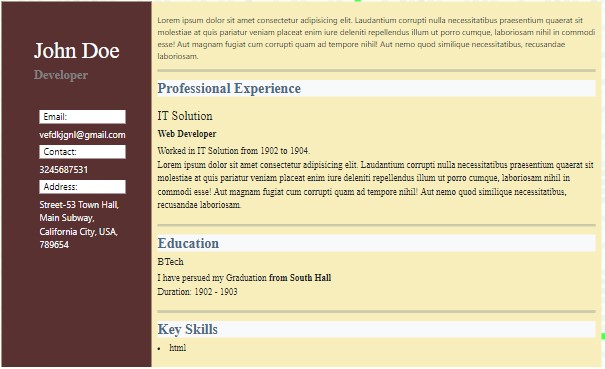 John Doe
Developer
Email:
vefdkjgnl@gmail.com
Contact:
3245687531
Address:
Street-53 Town Hall,
Main Subway,
California City, USA,
789654
Lorem ipsum dolor sit amet consectetur adipisicing elit. Laudantium corrupti nulla necessitatibus praesentium quaerat sit
molestiae at quis pariatur veniam placeat enim iure deleniti repellendus illum ut porro cumque, laboriosam nihil in commodi
esse! Aut magnam fugiat cum corrupti quam ad tempore nihil! Aut nemo quod similique necessitatibus, recusandae
laboriosam.
Professional Experience
IT Solution
Web Developer
Worked in IT Solution from 1902 to 1904.
Lorem ipsum dolor sit amet consectetur adipisicing elit. Laudantium corrupti nulla necessitatibus praesentium quaerat sit
molestiae at quis pariatur veniam placeat enim iure deleniti repellendus illum ut porro cumque, laboriosam nihil in
commodi esse! Aut magnam fugiat cum corrupti quam ad tempore nihil! Aut nemo quod similique necessitatibus,
recusandae laboriosam.
Education
BTech
I have persued my Graduation from South Hall
Duration: 1902 - 1903
Key Skills
• html